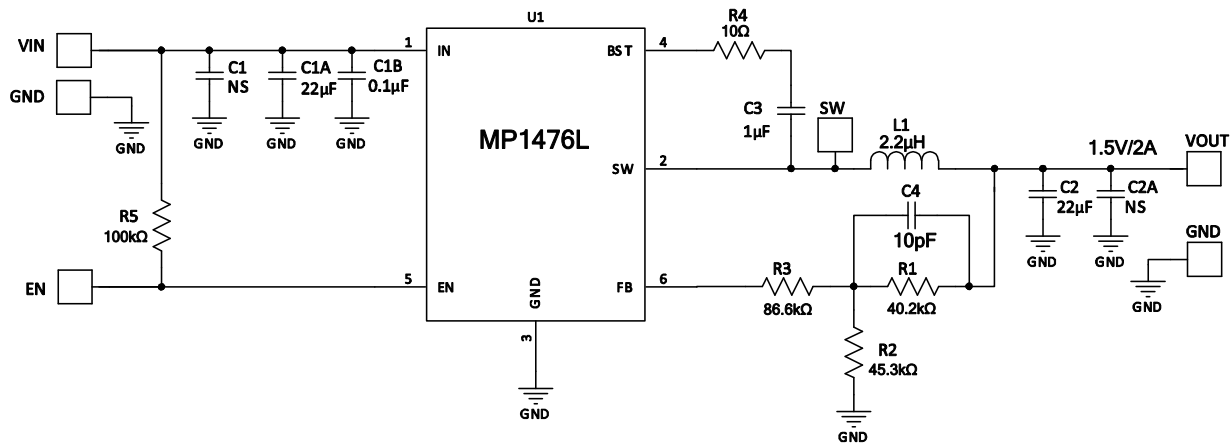 U1
VIN
GND
GND
C1
NS
GND
C1A
22μF
GND
C1B
0.1μF
GND
1
IN
MP1476L
BST
4
R4
10Ω
C3
1μF
SW
SW
2
L1
2.2μH
1.5V/2A
VOUT
C2
22μF
GND
C2A
NS
GND
GND
GND
C4
10pF
R5
100kΩ
EN
5
EN
GND
3
GND
FB
6
R3
86.6kΩ
R1
40.2kΩ
R2
45.3kΩ
GND